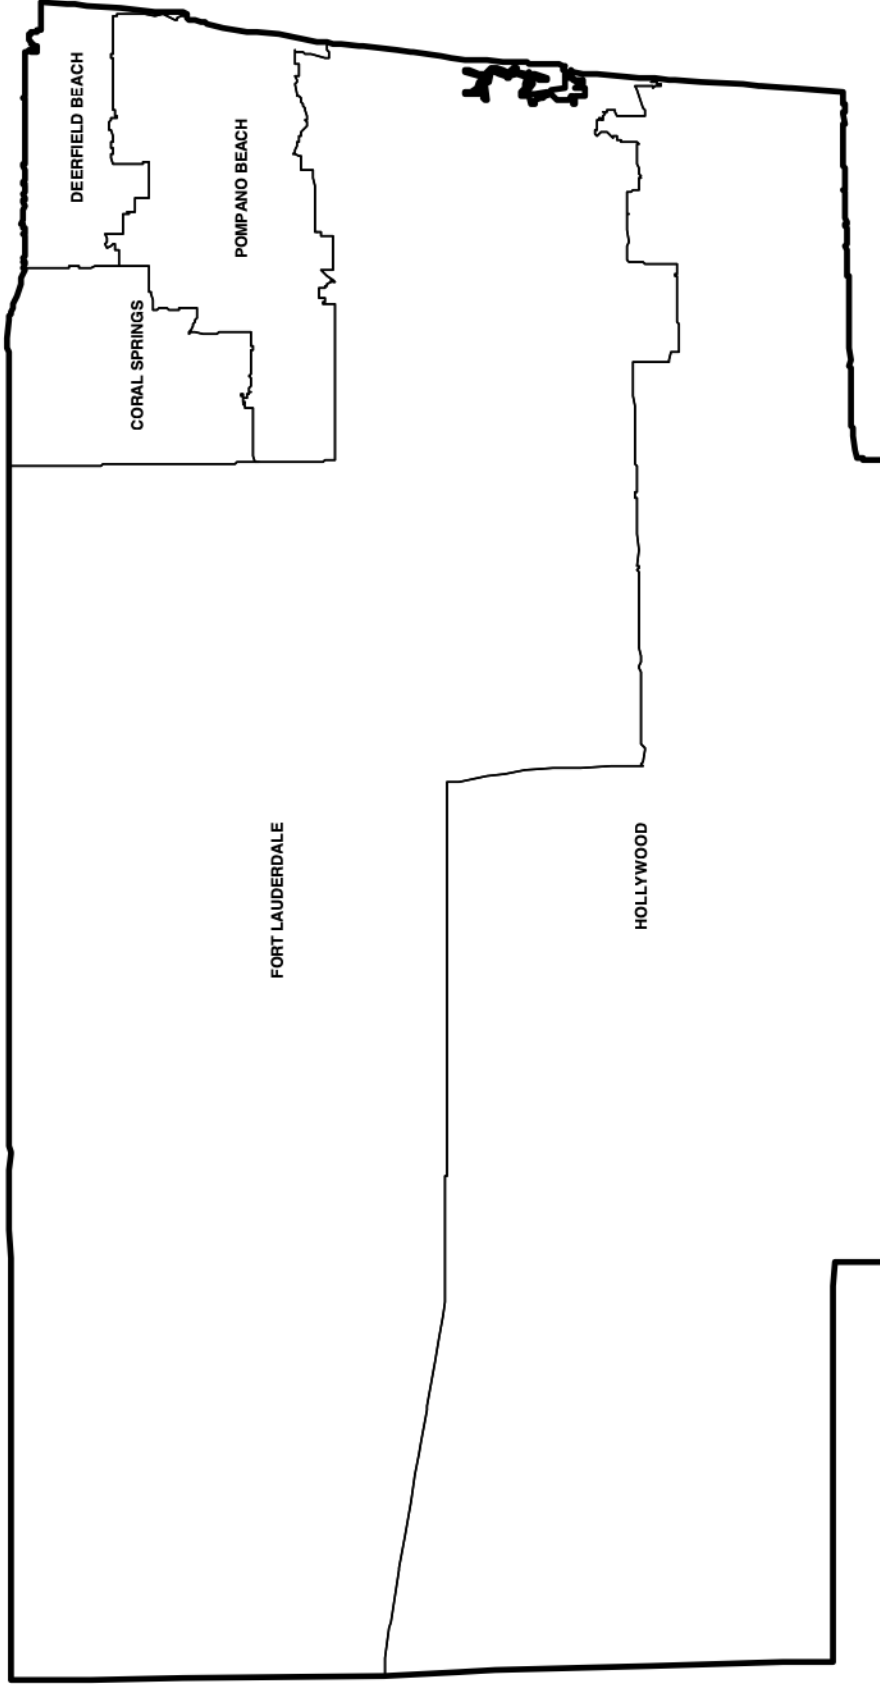 DEERFIELD BEACH
CORAL SPRINGS
POMPANO BEACH
FORT LAUDERDALE
HOLLYWOOD